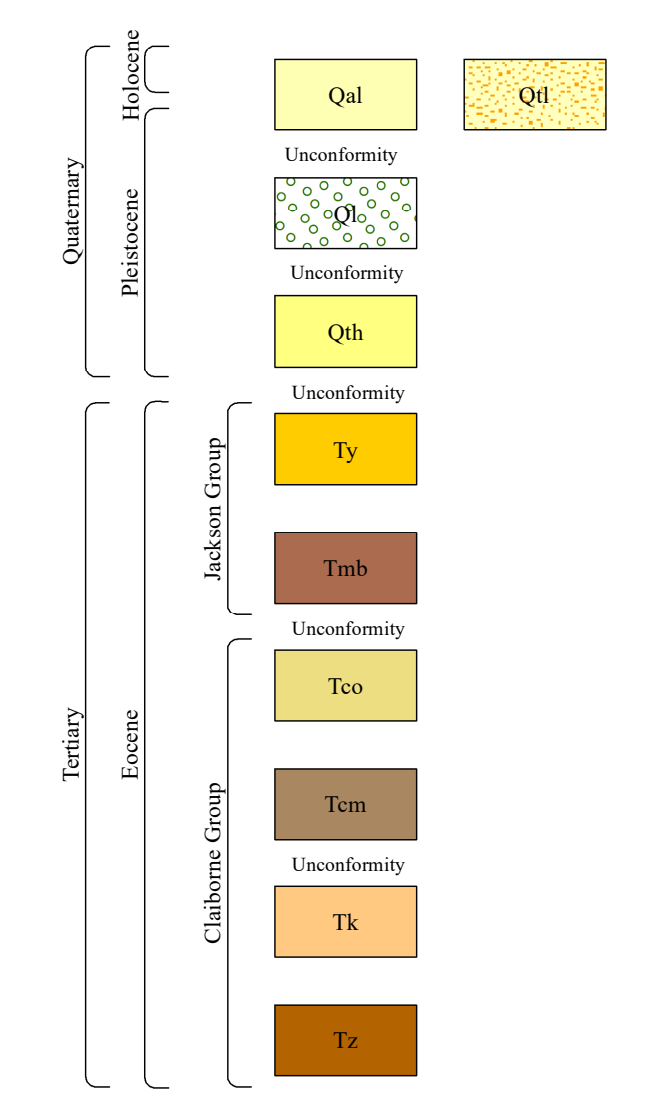 Quaternary
Holocene
Pleistocene
Qal
Qtl
Unconformity
Ql
Unconformity
Qth
Unconformity
Tertiary
Eocene
Jackson Group
Ty
Tmb
Unconformity
Claiborne Group
Tco
Tcm
Unconformity
Tk
Tz